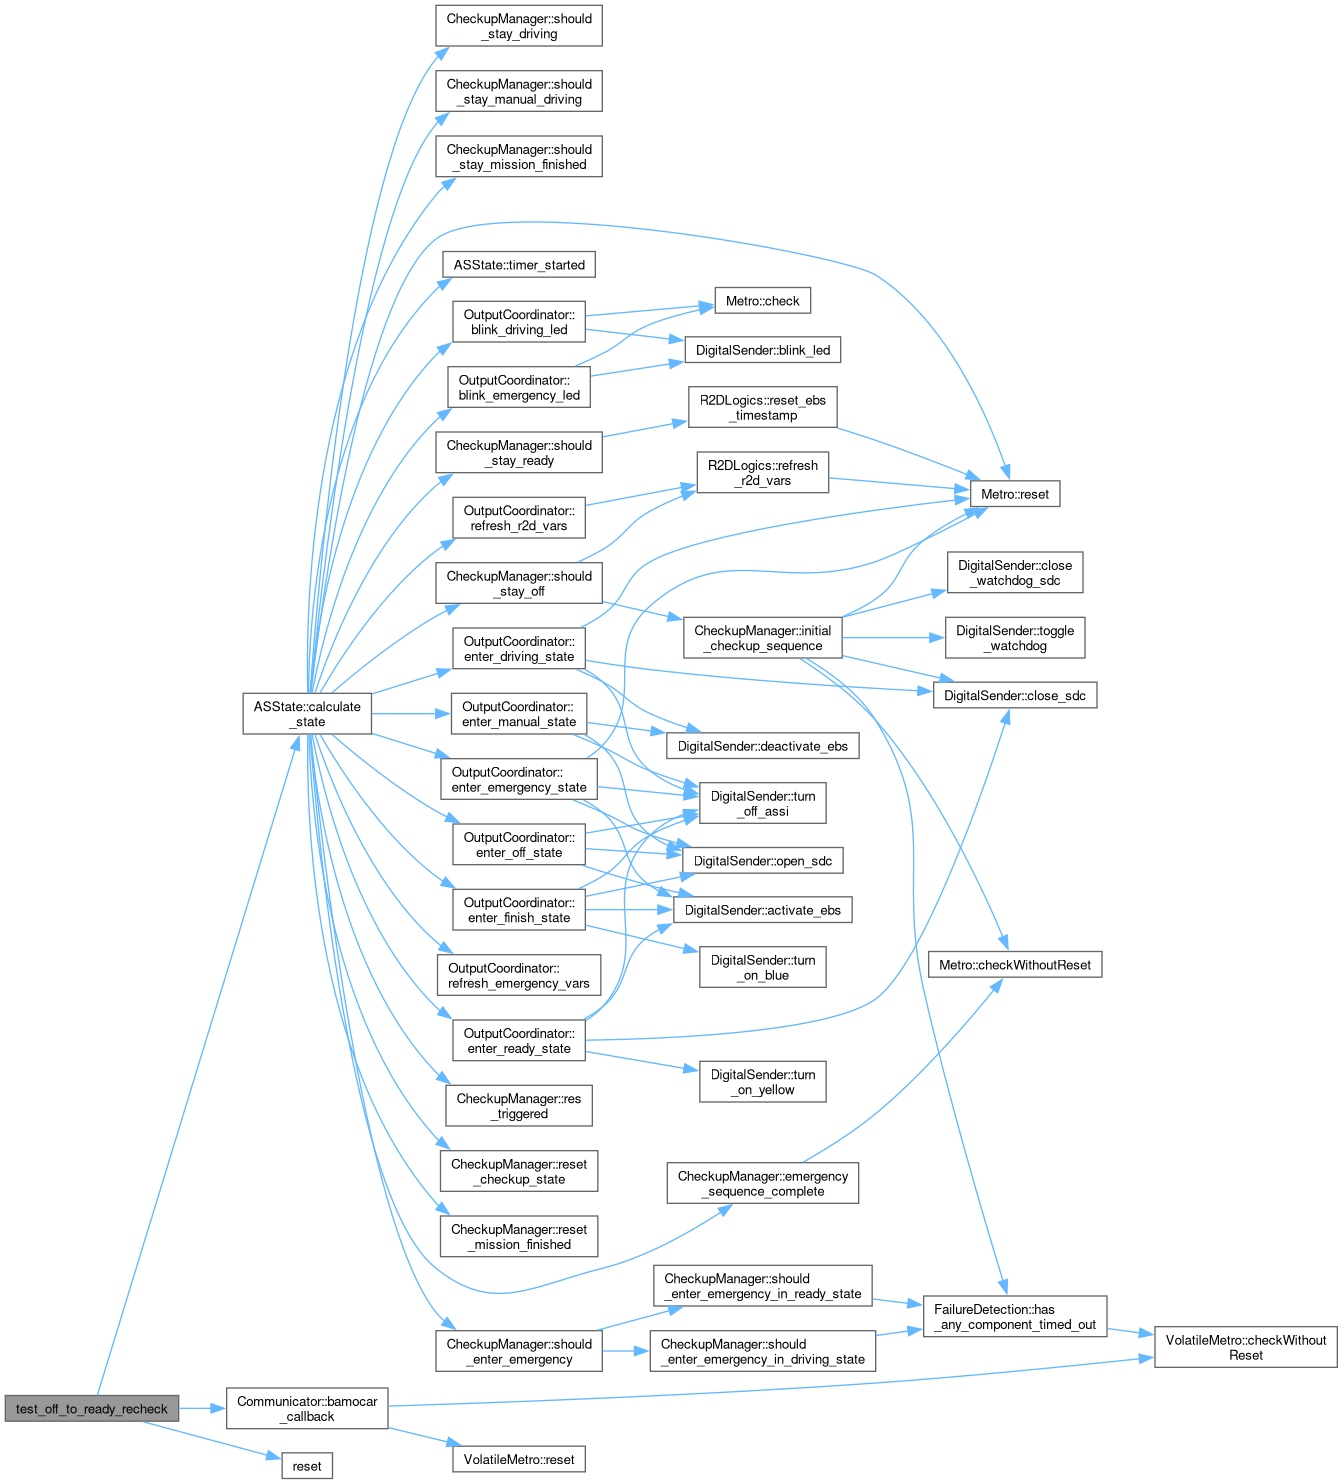 CheckupManager::should
_stay_driving
CheckupManager::should
_stay_manual_driving
CheckupManager::should
_stay_mission_finished
ASState::timer_started
Metro::check
OutputCoordinator::
blink_driving_led
DigitalSender::blink_led
OutputCoordinator::
blink_emergency_led
R2DLogics::reset_ebs
_timestamp
CheckupManager::should
_stay_ready
R2DLogics::refresh
_r2d_vars
Metro::reset
OutputCoordinator::
refresh_r2d_vars
DigitalSender::close
_watchdog_sdc
CheckupManager::should
_stay_off
CheckupManager::initial
_checkup_sequence
DigitalSender::toggle
_watchdog
OutputCoordinator::
enter_driving_state
DigitalSender::close_sdc
ASState::calculate
_state
OutputCoordinator::
enter_manual_state
DigitalSender::deactivate_ebs
OutputCoordinator::
enter_emergency_state
DigitalSender::turn
_off_assi
OutputCoordinator::
enter_off_state
DigitalSender::open_sdc
OutputCoordinator::
enter_finish_state
DigitalSender::activate_ebs
DigitalSender::turn
_on_blue
Metro::checkWithoutReset
OutputCoordinator::
refresh_emergency_vars
OutputCoordinator::
enter_ready_state
DigitalSender::turn
_on_yellow
CheckupManager::res
_triggered
CheckupManager::reset
_checkup_state
CheckupManager::emergency
_sequence_complete
CheckupManager::reset
_mission_finished
CheckupManager::should
_enter_emergency_in_ready_state
FailureDetection::has
_any_component_timed_out
CheckupManager::should
_enter_emergency
CheckupManager::should
_enter_emergency_in_driving_state
VolatileMetro::checkWithout
Reset
test_off_to_ready_recheck
Communicator::bamocar
_callback
VolatileMetro::reset
reset